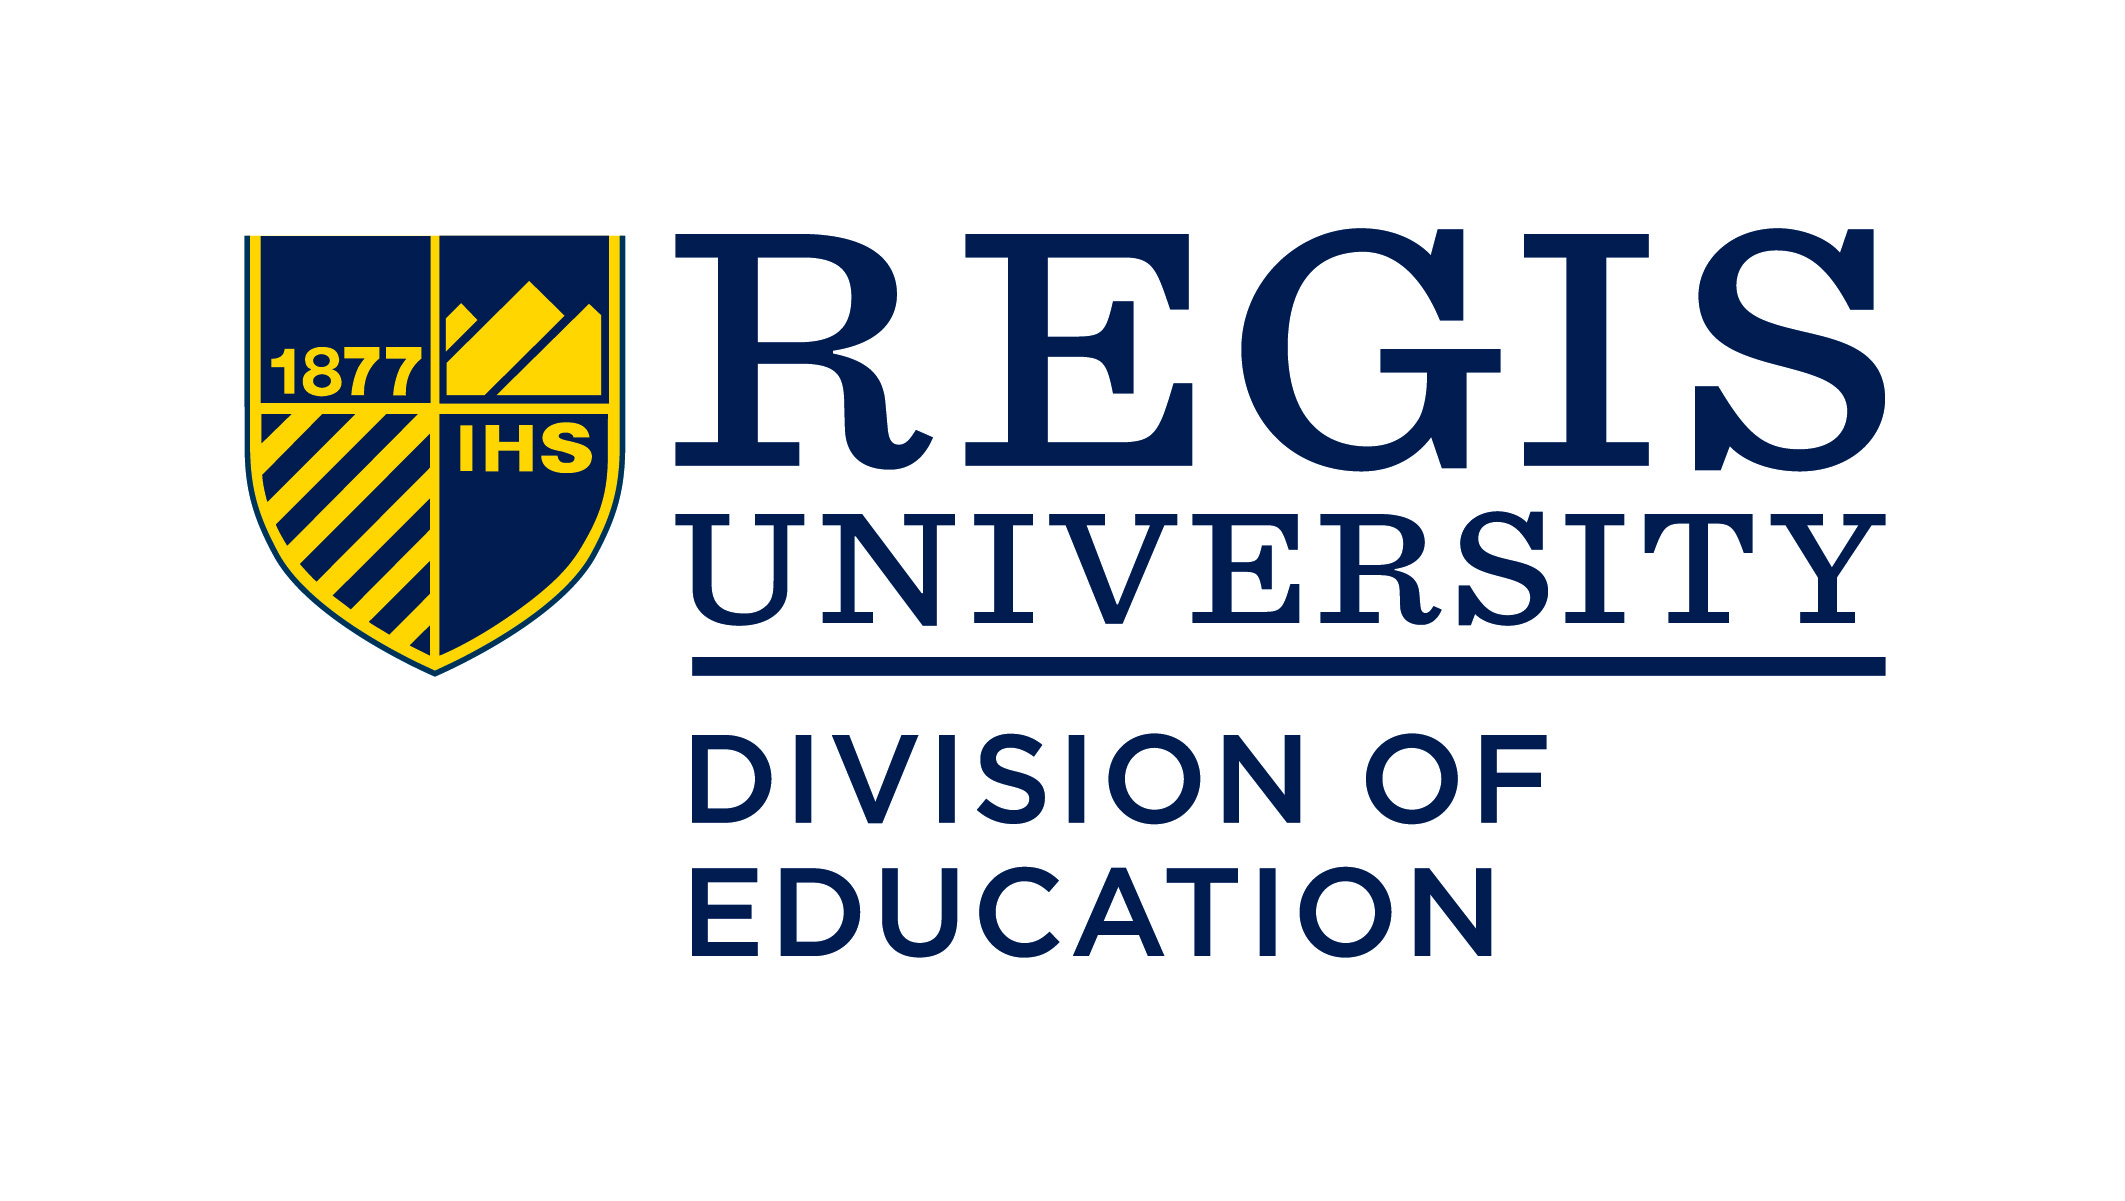 1877
IHS
REGIS
UNIVERSITY
DIVISION OF
EDUCATION